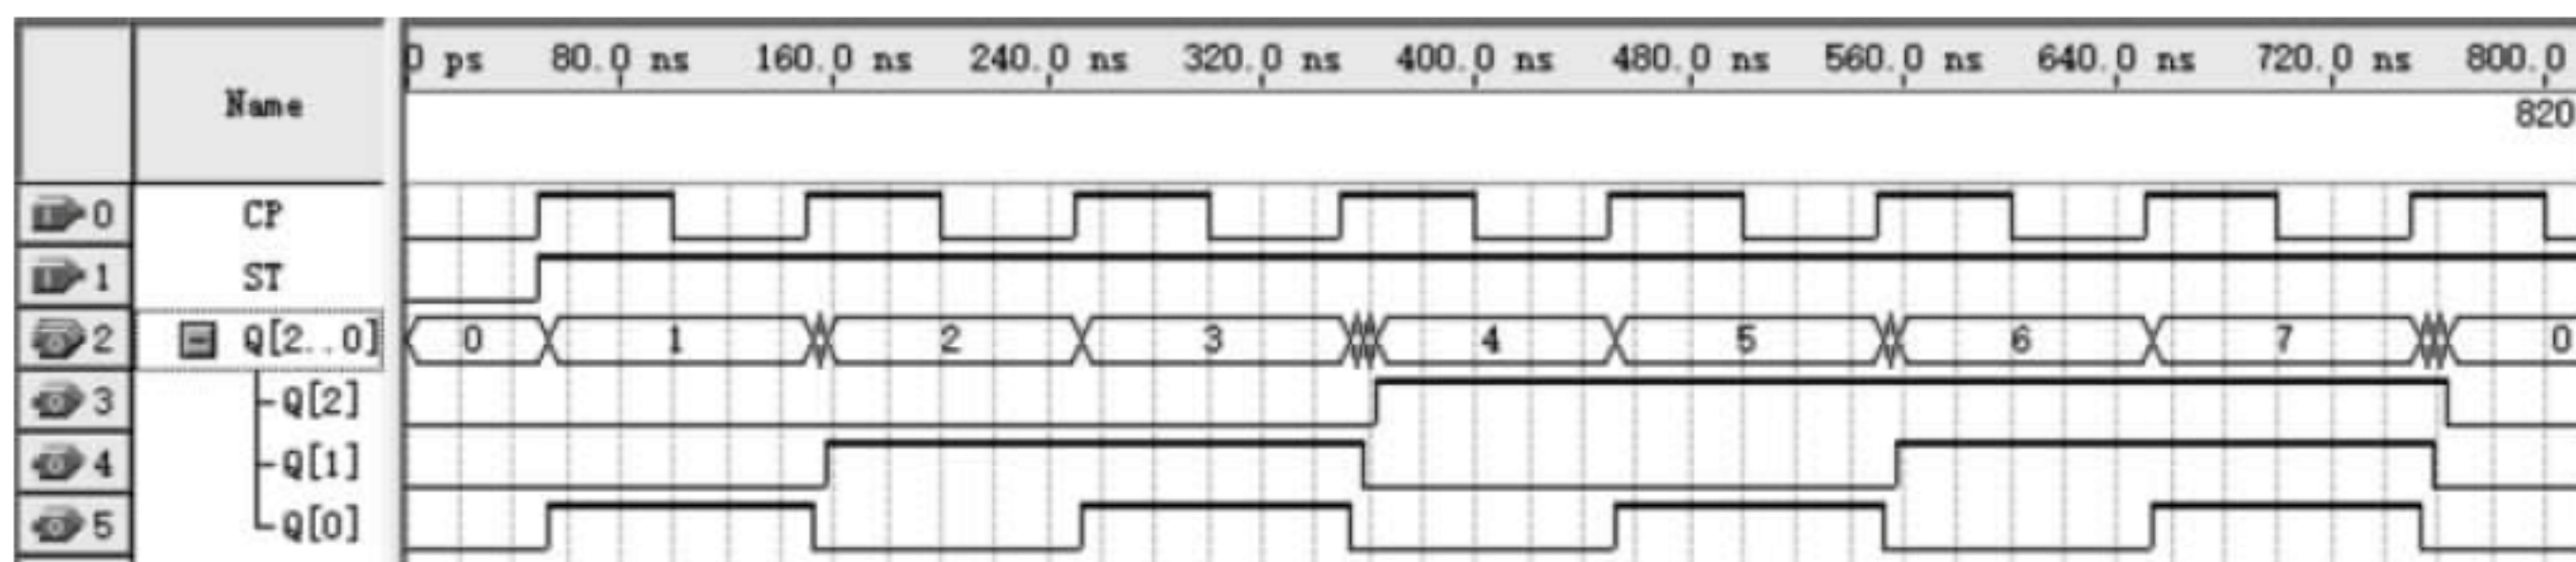 0 ps 80.0 ns 160.0 ns 240.0 ns 320.0 ns 400.0 ns 480.0 ns 560.0 ns 640.0 ns 720.0 ns 800.0
Name
820
0 CP
1 ST
2 Q[2..0] 0 1 2 3 4 5 6 7 0
3 Q[2]
4 Q[1]
5 Q[0]